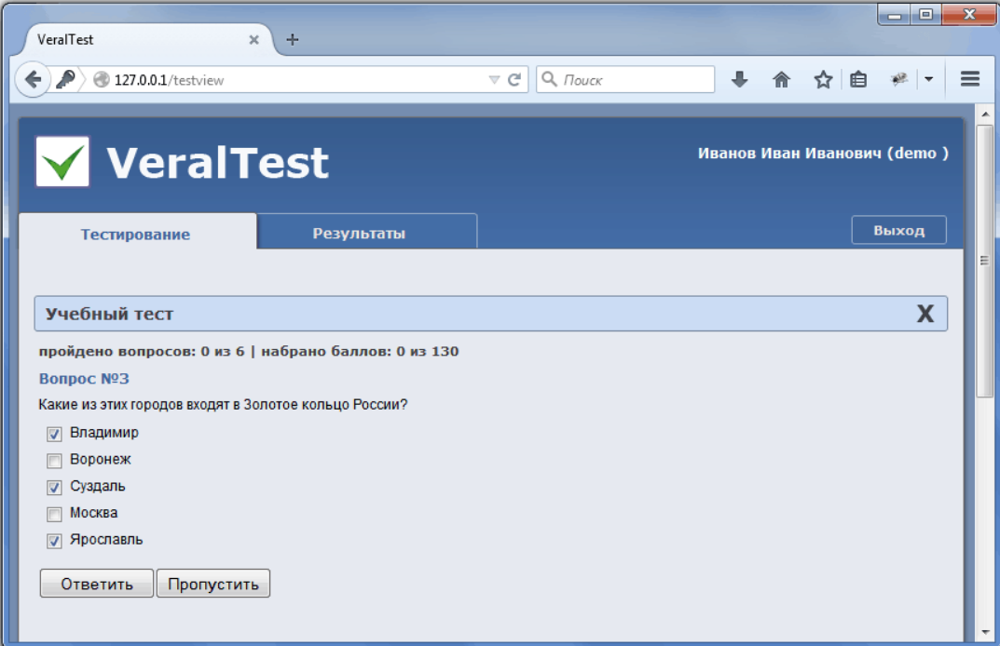 VeralTest
127.0.0.1/testview
Поиск
VeralTest
Иванов Иван Иванович (demo )
Тестирование
Результаты
Выход
Учебный тест
X
пройдено вопросов: 0 из 6 | набрано баллов: 0 из 130
Вопрос №3
Какие из этих городов входят в Золотое кольцо России?
Владимир
Воронеж
Суздаль
Москва
Ярославль
Ответить
Пропустить